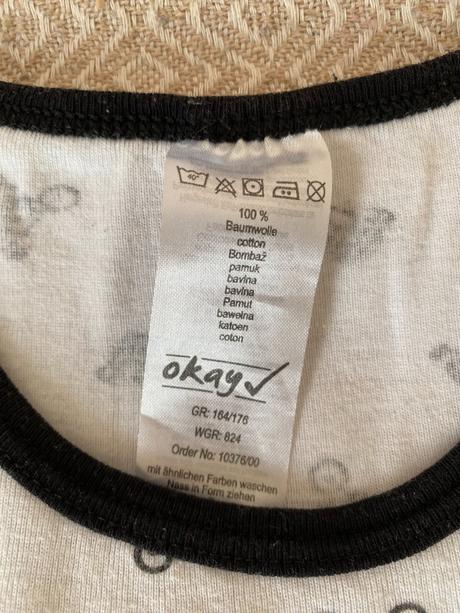 40°
100 %
Baumwolle
cotton
Bombaž
pamuk
bavlna
bavlna
Pamut
bawełna
katoen
coton
okay
GR: 164/176
WGR: 824
Order No: 10376/00
mit ähnlichen Farben waschen
Nass in Form ziehen